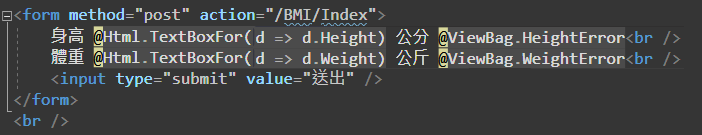 <form method="post" action="/BMI/Index">
身高 @Html.TextBoxFor(d => d.Height) 公分 @ViewBag.HeightError<br />
體重 @Html.TextBoxFor(d => d.Weight) 公斤 @ViewBag.WeightError<br />
<input type="submit" value="送出" />
</form>
<br />